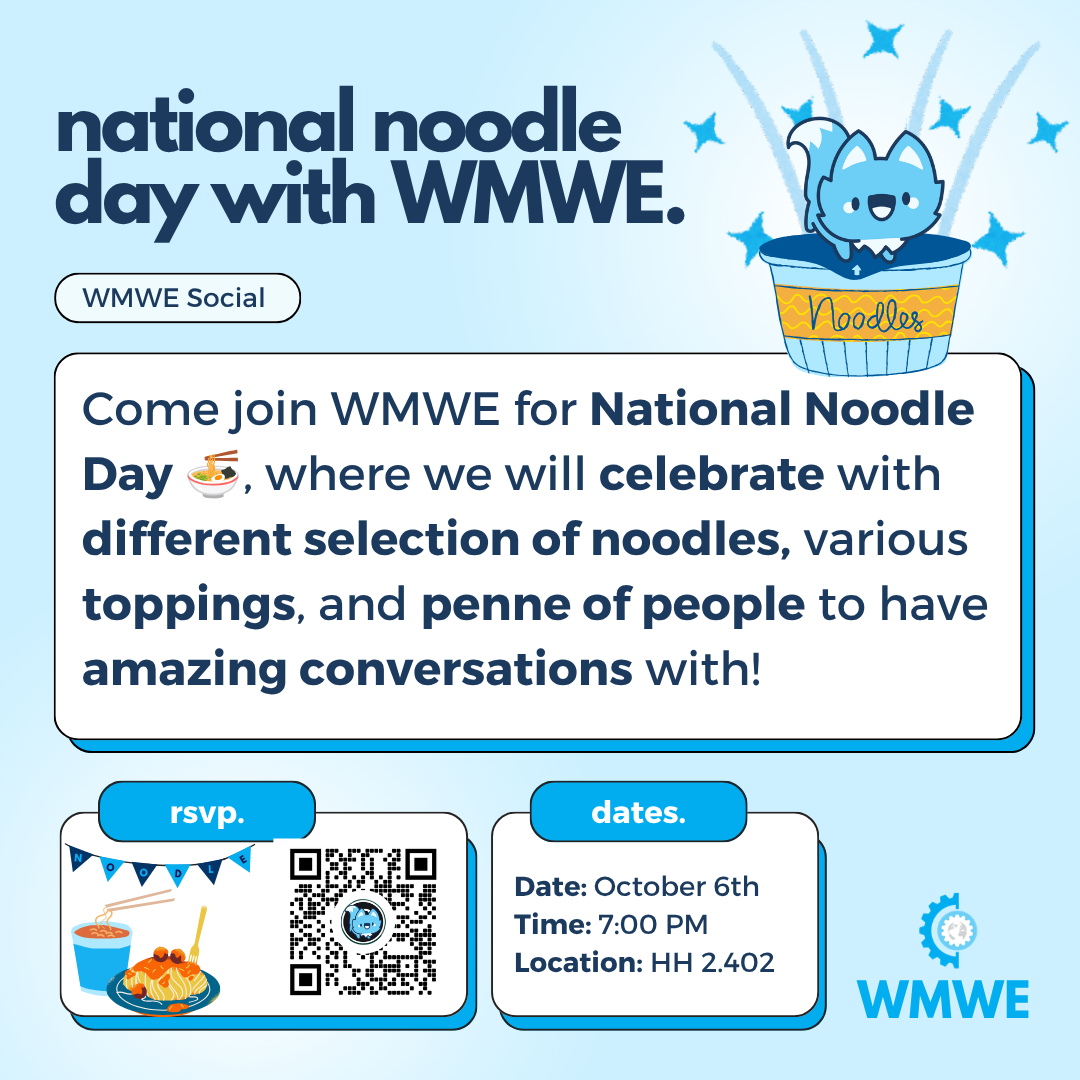 national noodle
day with WMWE.
WMWE Social
Noodles
Come join WMWE for National Noodle
Day 🍜, where we will celebrate with
different selection of noodles, various
toppings, and penne of people to have
amazing conversations with!
rsvp.
NOODLE
dates.
Date: October 6th
Time: 7:00 PM
Location: HH 2.402
WMWE